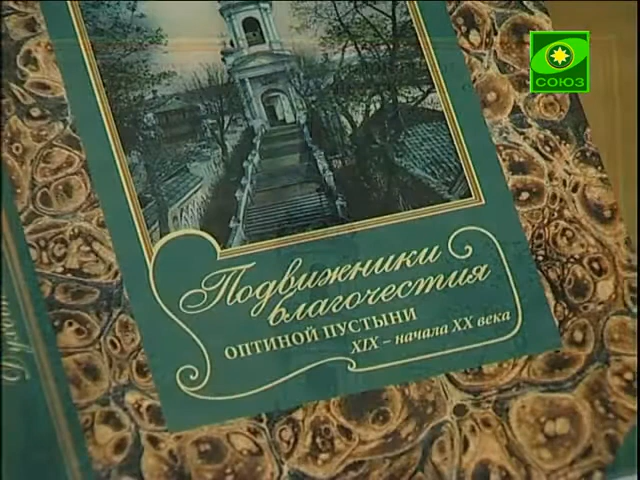 СОЮЗ
Подвижники
благочестия
ОПТИНОЙ ПУСТЫНИ
XIX – начала XX века